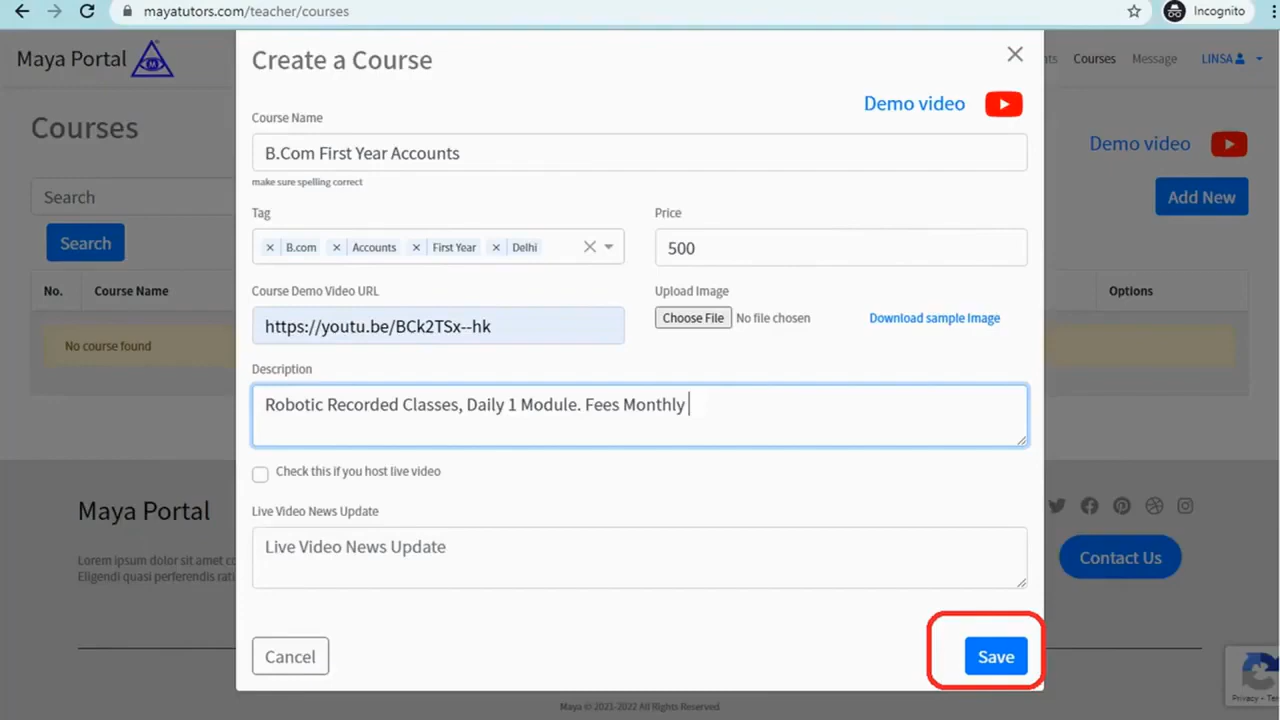 mayatutors.com/teacher/courses
Incognito
Maya Portal
Courses Message LINSA
Create a Course
Demo video
Courses
Demo video
Course Name
B.Com First Year Accounts
make sure spelling correct
Search
Add New
Search
Tag
Price
× B.com × Accounts × First Year × Delhi
500
Course Demo Video URL
Upload Image
No. Course Name
Options
https://youtu.be/BCk2TSx--hk
Choose File No file chosen
Download sample Image
No course found
Description
Robotic Recorded Classes, Daily 1 Module. Fees Monthly
Check this if you host live video
Maya Portal
Live Video News Update
Live Video News Update
Lorem ipsum dolor sit amet
Eligendi quasi perferendis
Contact Us
Cancel
Save
Privacy
Maya © 2021-2022 All Rights Reserved